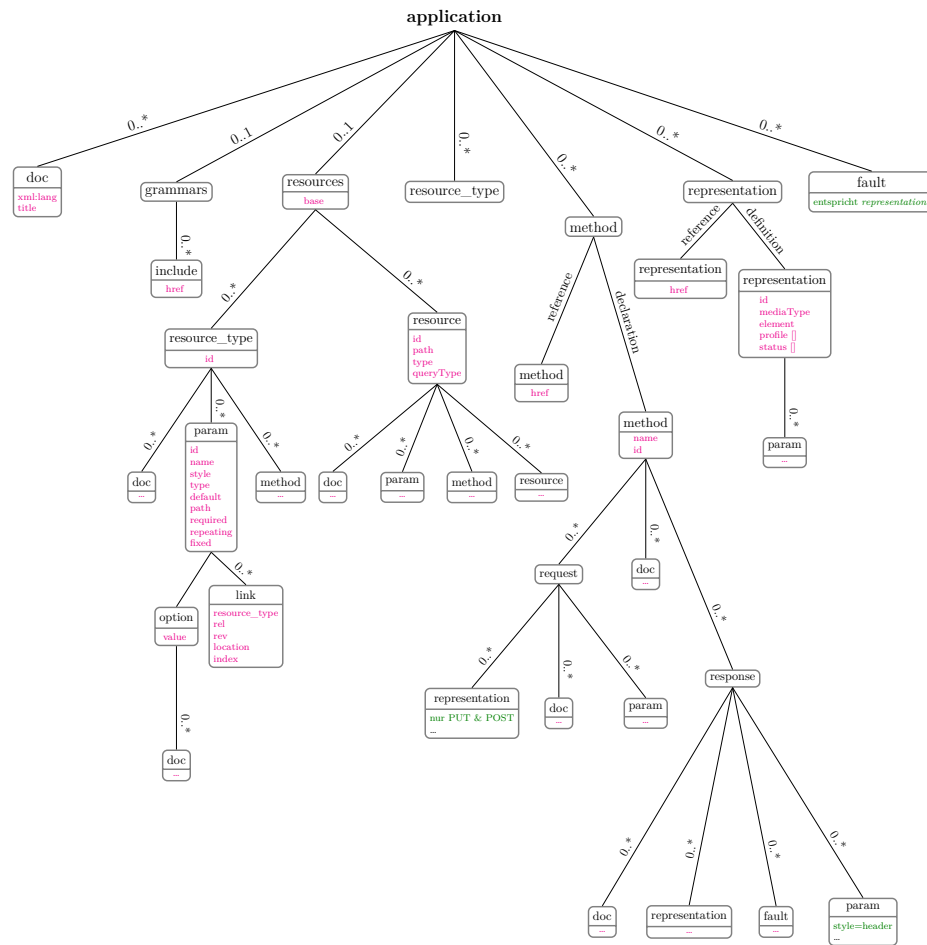 application
0..*
0..1
0..1
0..*
0..*
0..*
0..*
doc
xml:lang
title
grammars
resources
base
resource_type
representation
fault
entspricht representation
method
0..*
include
href
0..*
0..*
reference
definition
representation
href
representation
id
mediaType
element
profile []
status []
reference
declaration
resource_type
id
resource
id
path
type
queryType
method
href
method
name
id
0..*
param
...
0..*
0..*
0..*
doc
...
param
id
name
style
type
default
path
required
repeating
fixed
method
...
0..*
0..*
0..*
0..*
doc
...
param
...
method
...
resource
...
0..*
0..*
0..*
request
doc
...
0..*
option
value
link
resource_type
rel
rev
location
index
0..*
doc
...
0..*
0..*
0..*
representation
nur PUT & POST
...
doc
...
param
...
response
0..*
0..*
0..*
0..*
doc
...
representation
...
fault
...
param
style=header
...